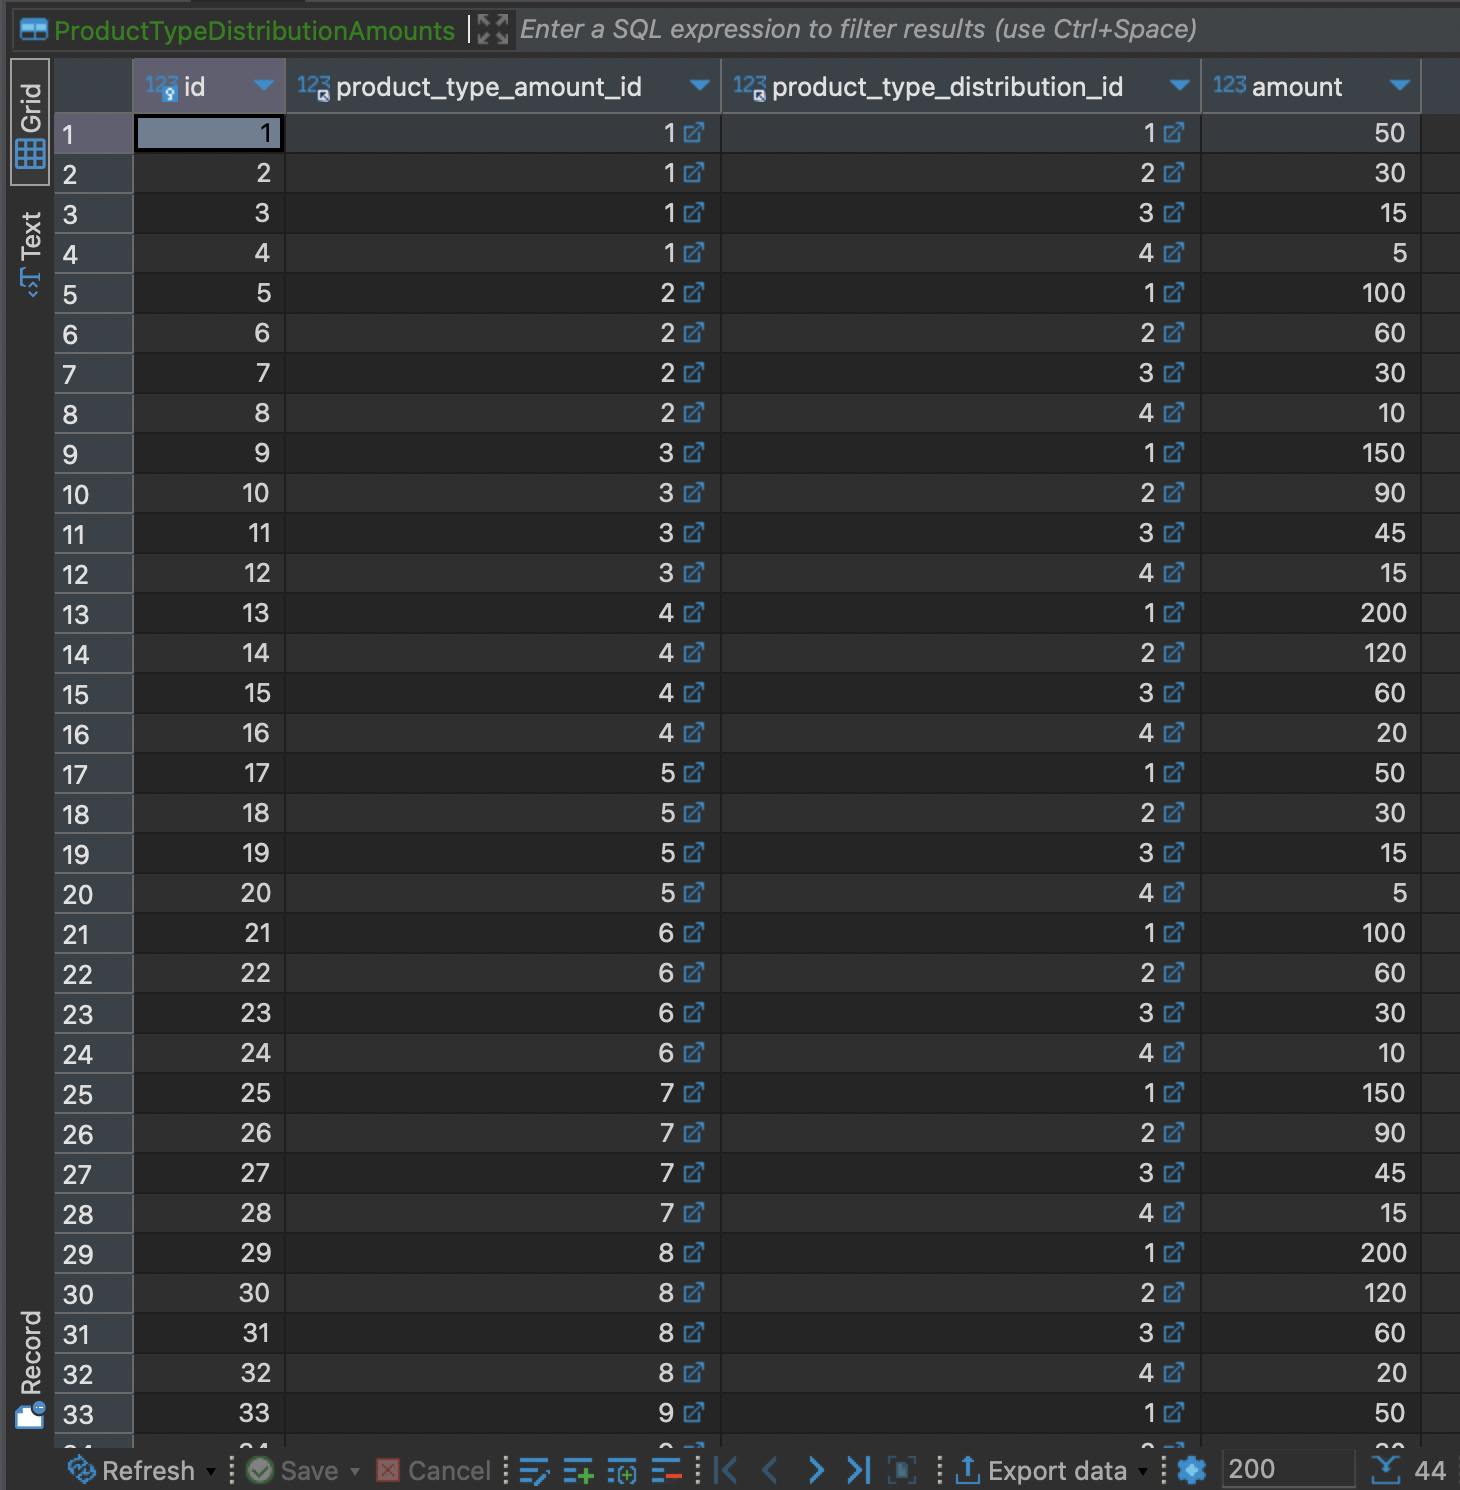 ProductTypeDistributionAmounts Enter a SQL expression to filter results (use Ctrl+Space)
Grid
Text
Record
123 id 123 product_type_amount_id 123 product_type_distribution_id 123 amount
1 1 1 1 50
2 2 1 2 30
3 3 1 3 15
4 4 1 4 5
5 5 2 1 100
6 6 2 2 60
7 7 2 3 30
8 8 2 4 10
9 9 3 1 150
10 10 3 2 90
11 11 3 3 45
12 12 3 4 15
13 13 4 1 200
14 14 4 2 120
15 15 4 3 60
16 16 4 4 20
17 17 5 1 50
18 18 5 2 30
19 19 5 3 15
20 20 5 4 5
21 21 6 1 100
22 22 6 2 60
23 23 6 3 30
24 24 6 4 10
25 25 7 1 150
26 26 7 2 90
27 27 7 3 45
28 28 7 4 15
29 29 8 1 200
30 30 8 2 120
31 31 8 3 60
32 32 8 4 20
33 33 9 1 50
Refresh Save Cancel Export data 200 44